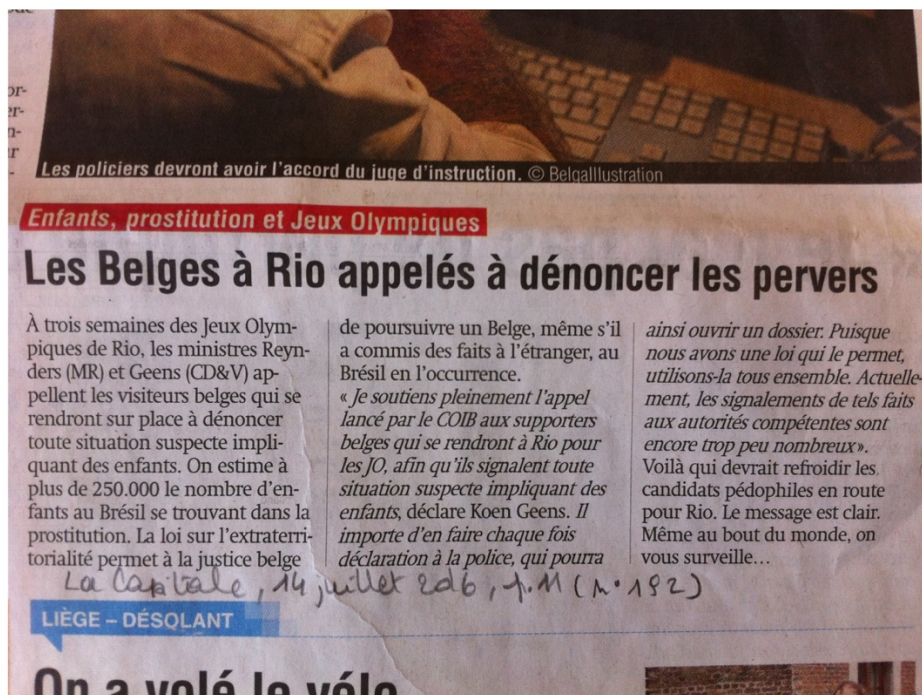 Les policiers devront avoir l'accord du juge d'instruction. © BelgaIllustration
Enfants, prostitution et Jeux Olympiques
Les Belges à Rio appelés à dénoncer les pervers
À trois semaines des Jeux Olym-
piques de Rio, les ministres Reyn-
ders (MR) et Geens (CD&V) ap-
pellent les visiteurs belges qui se
rendront sur place à dénoncer
toute situation suspecte impli-
quant des enfants. On estime à
plus de 250.000 le nombre d'en-
fants au Brésil se trouvant dans la
prostitution. La loi sur l'extraterri-
torialité permet à la justice belge
de poursuivre un Belge, même s'il
a commis des faits à l'étranger, au
Brésil en l'occurrence.
« Je soutiens pleinement l'appel
lancé par le COIB aux supporters
belges qui se rendront à Rio pour
les JO, afin qu'ils signalent toute
situation suspecte impliquant des
enfants, déclare Koen Geens. Il
importe d'en faire chaque fois
déclaration à la police, qui pourra
ainsi ouvrir un dossier. Puisque
nous avons une loi qui le permet,
utilisons-la tous ensemble. Actuelle-
ment, les signalements de tels faits
aux autorités compétentes sont
encore trop peu nombreux».
Voilà qui devrait refroidir les
candidats pédophiles en route
pour Rio. Le message est clair.
Même au bout du monde, on
vous surveille…
La Capitale, 14 juillet 2016, p. 11 (n° 192)
LIÈGE – DÉSOLANT
On a volé le vélo